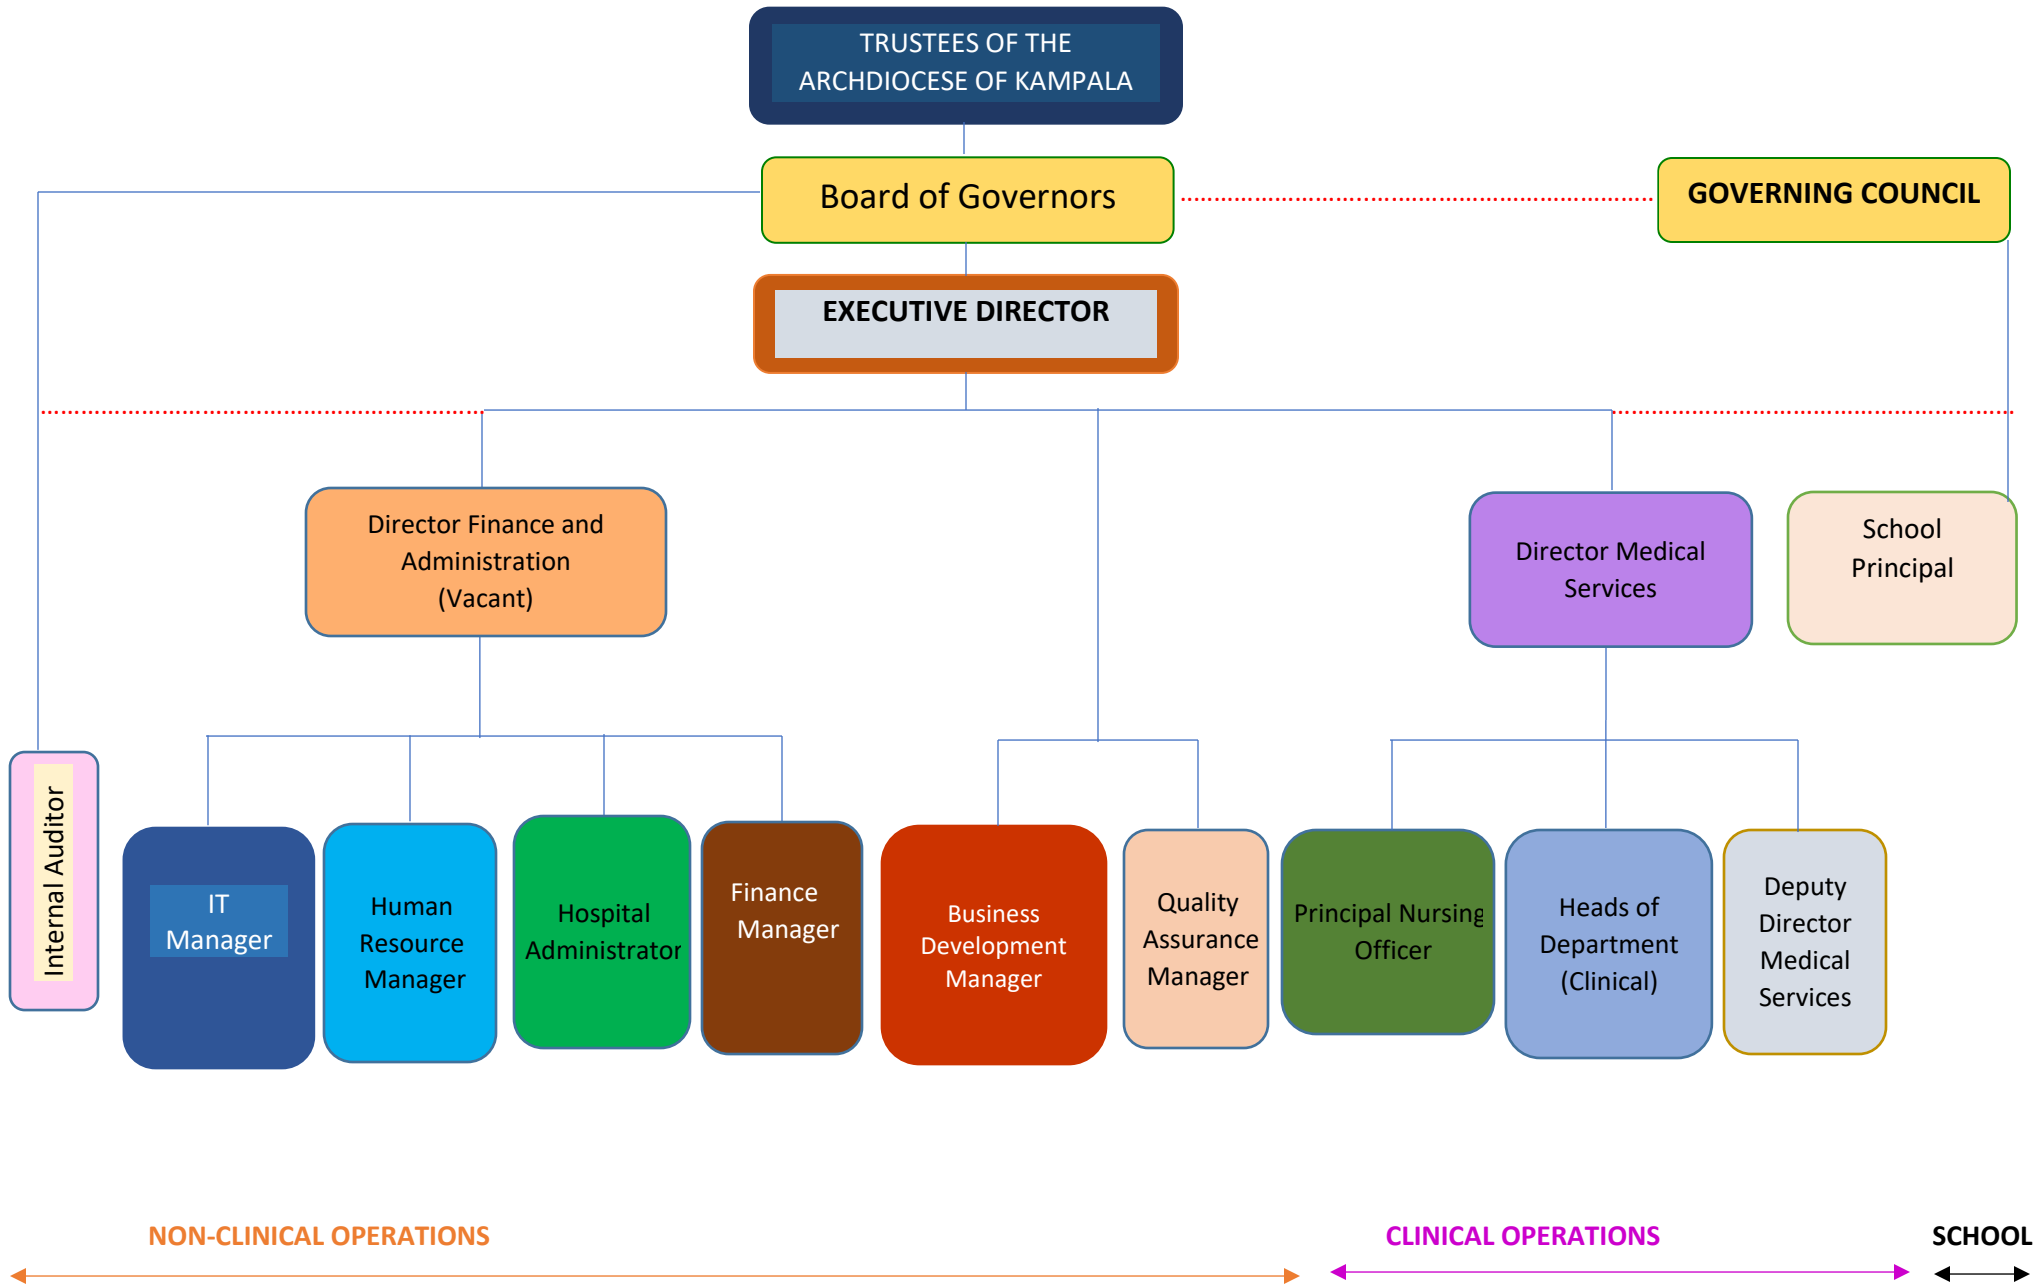 TRUSTEES OF THE
ARCHDIOCESE OF KAMPALA
Board of Governors
GOVERNING COUNCIL
EXECUTIVE DIRECTOR
Director Finance and
Administration
(Vacant)
Director Medical
Services
School
Principal
Internal Auditor
IT
Manager
Human
Resource
Manager
Hospital
Administrator
Finance
Manager
Business
Development
Manager
Quality
Assurance
Manager
Principal Nursing
Officer
Heads of
Department
(Clinical)
Deputy
Director
Medical
Services
NON-CLINICAL OPERATIONS
CLINICAL OPERATIONS
SCHOOL